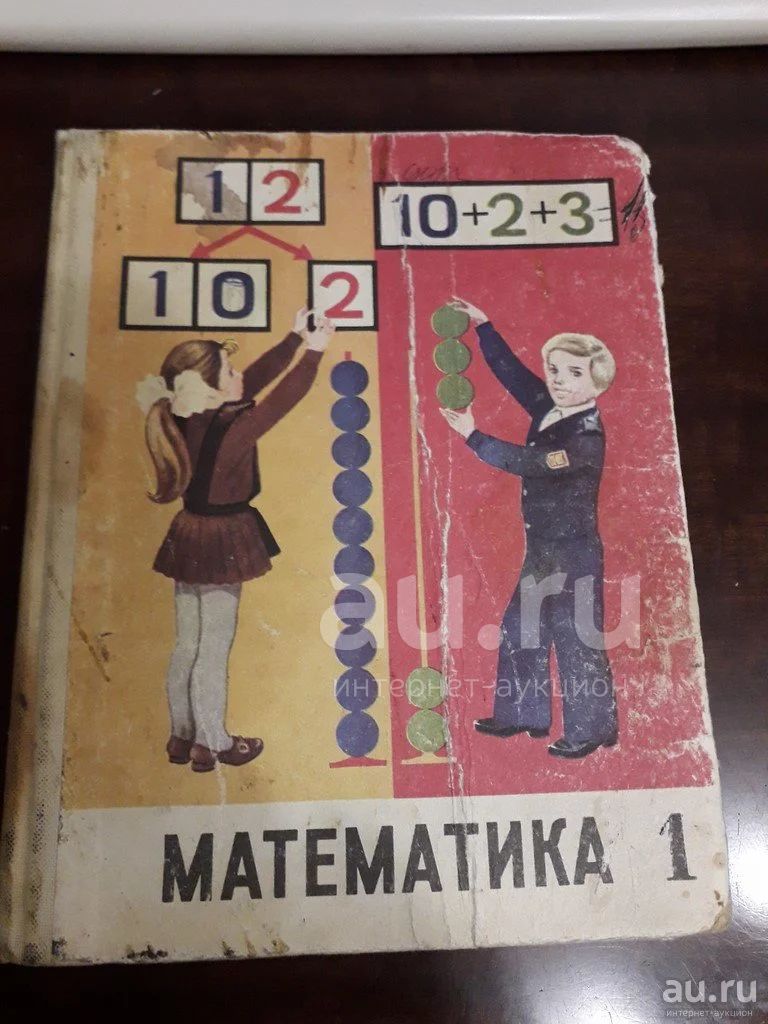 12
10 2
10+2+3=
МАТЕМАТИКА 1
au.ru
интернет-аукцион
au.ru
интернет-аукцион